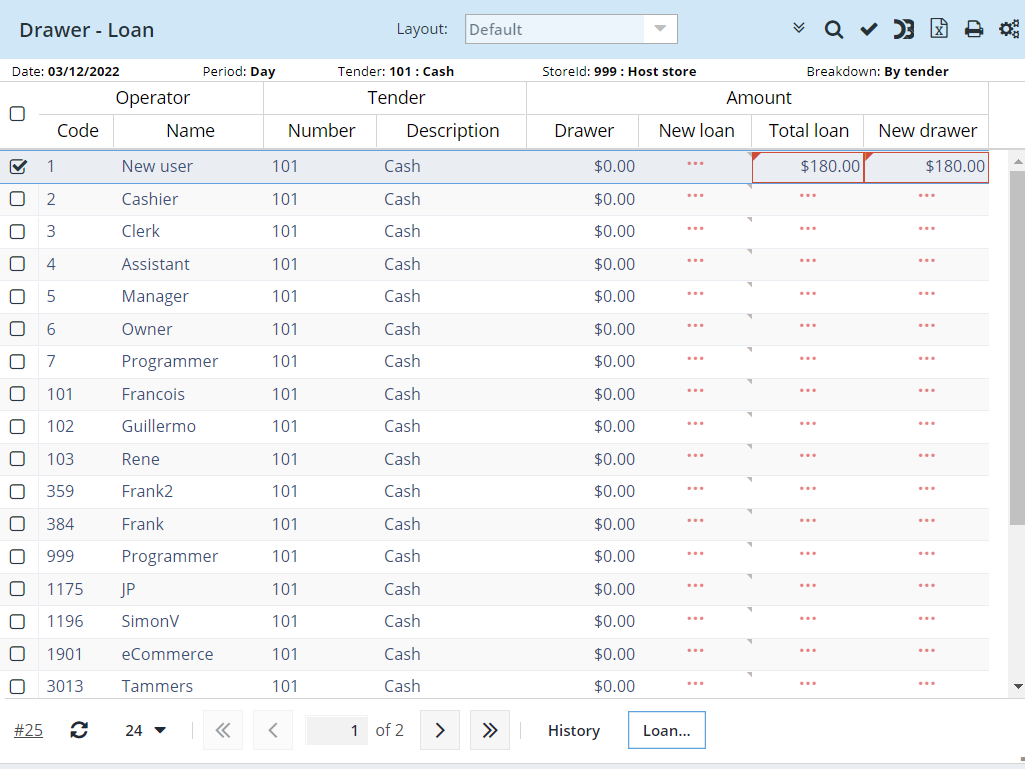 Drawer - Loan Layout: Default
Date: 03/12/2022 Period: Day Tender: 101 : Cash StoreId: 999 : Host store Breakdown: By tender
Operator Tender Amount
Code Name Number Description Drawer New loan Total loan New drawer
1 New user 101 Cash $0.00 ••• $180.00 $180.00
2 Cashier 101 Cash $0.00 ••• ••• •••
3 Clerk 101 Cash $0.00 ••• ••• •••
4 Assistant 101 Cash $0.00 ••• ••• •••
5 Manager 101 Cash $0.00 ••• ••• •••
6 Owner 101 Cash $0.00 ••• ••• •••
7 Programmer 101 Cash $0.00 ••• ••• •••
101 Francois 101 Cash $0.00 ••• ••• •••
102 Guillermo 101 Cash $0.00 ••• ••• •••
103 Rene 101 Cash $0.00 ••• ••• •••
359 Frank2 101 Cash $0.00 ••• ••• •••
384 Frank 101 Cash $0.00 ••• ••• •••
999 Programmer 101 Cash $0.00 ••• ••• •••
1175 JP 101 Cash $0.00 ••• ••• •••
1196 SimonV 101 Cash $0.00 ••• ••• •••
1901 eCommerce 101 Cash $0.00 ••• ••• •••
3013 Tammers 101 Cash $0.00 ••• ••• •••
#25 24 1 of 2 History Loan...